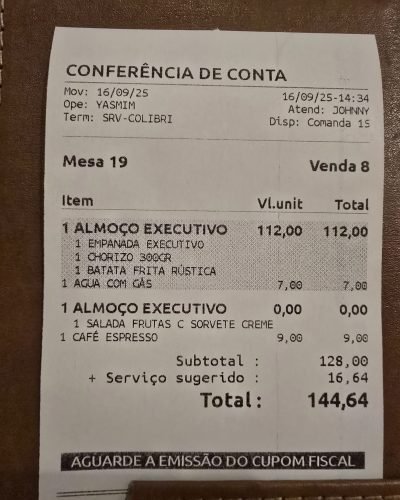 CONFERÊNCIA DE CONTA
Mov: 16/09/25 16/09/25-14:34
Ope: YASMIM Atend: JOHNNY
Term: SRV-COLIBRI Disp: Comanda 15
Mesa 19 Venda 8
Item Vl.unit Total
1 ALMOÇO EXECUTIVO 112,00 112,00
1 EMPANADA EXECUTIVO
1 CHORIZO 300GR
1 BATATA FRITA RÚSTICA
1 AGUA COM GÁS 7,00 7,00
1 ALMOÇO EXECUTIVO 0,00 0,00
1 SALADA FRUTAS C SORVETE CREME
1 CAFÉ ESPRESSO 9,00 9,00
Subtotal : 128,00
+ Serviço sugerido : 16,64
Total : 144,64
AGUARDE A EMISSÃO DO CUPOM FISCAL